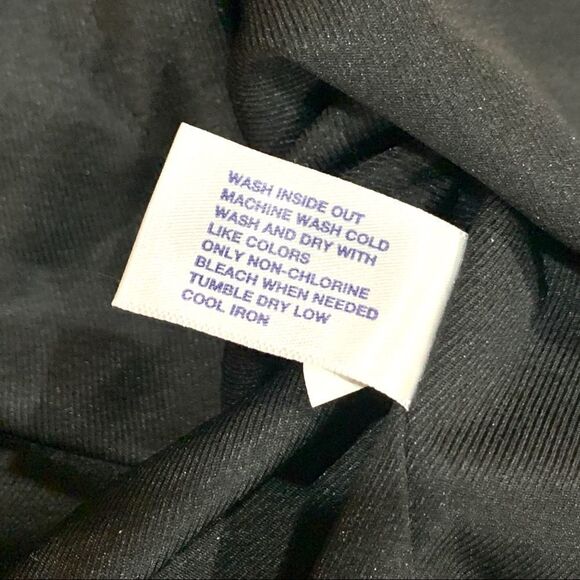 WASH INSIDE OUT
MACHINE WASH COLD
WASH AND DRY WITH
LIKE COLORS
ONLY NON-CHLORINE
BLEACH WHEN NEEDED
TUMBLE DRY LOW
COOL IRON